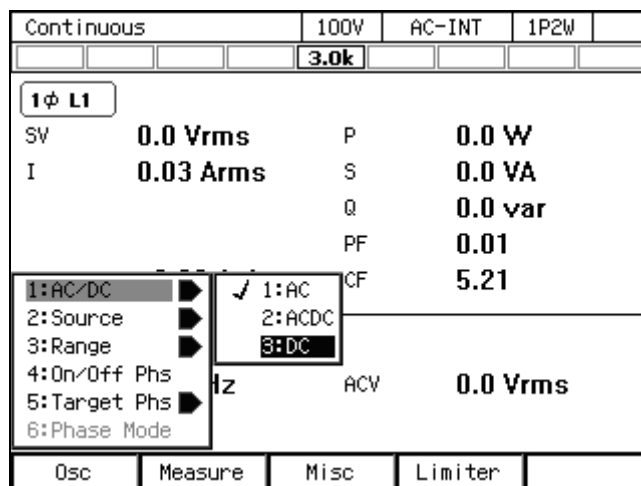 Continuous 100V AC-INT 1P2W
3.0k
1ϕ L1
SV 0.0 Vrms P 0.0 W
I 0.03 Arms S 0.0 VA
Q 0.0 var
PF 0.01
CF 5.21
1:AC/DC ✓ 1:AC
2:Source 2:ACDC
3:Range 3:DC
4:On/Off Phs
5:Target Phs Hz ACV 0.0 Vrms
6:Phase Mode
Osc Measure Misc Limiter